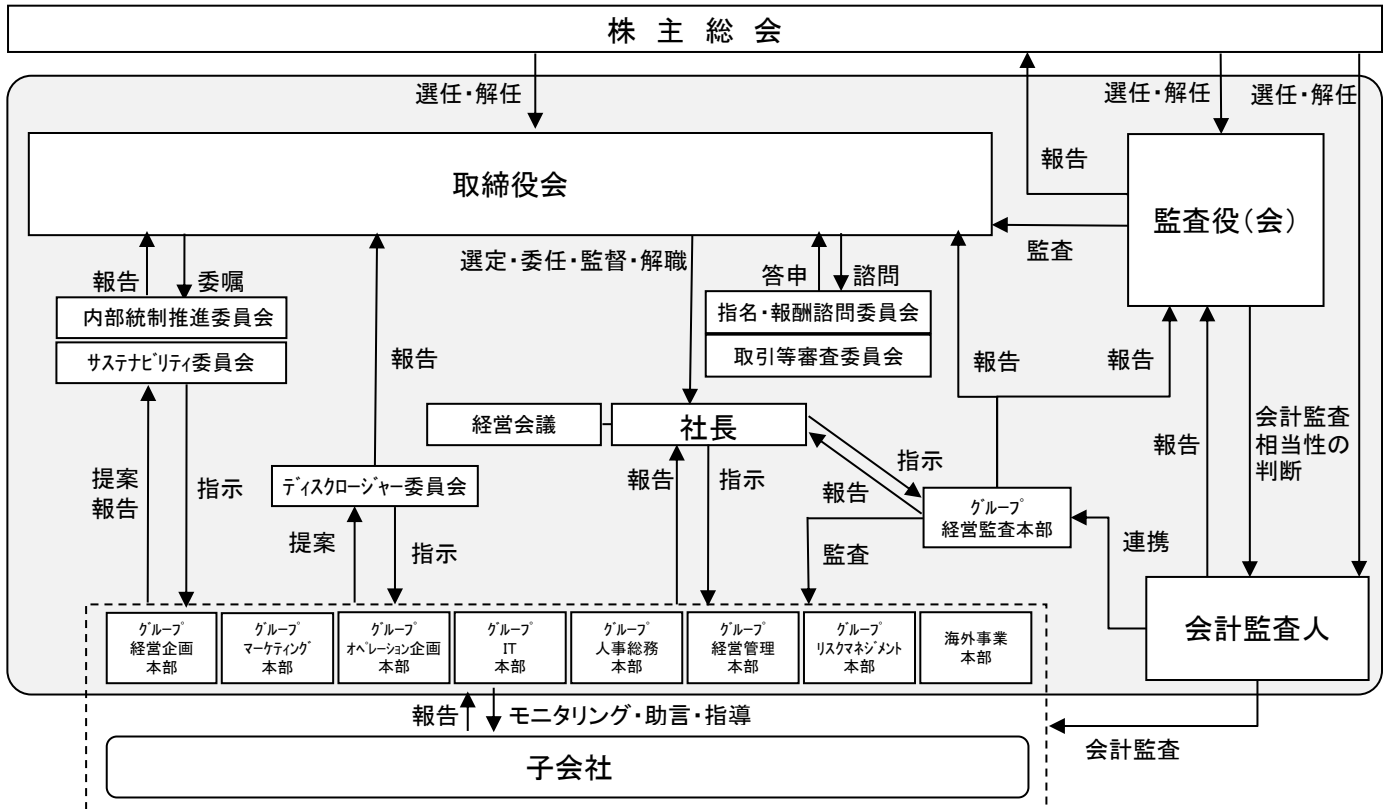 株 主 総 会
選任・解任
選任・解任
選任・解任
報告
取締役会
監査役(会)
監査
選定・委任・監督・解職
報告
委嘱
答申
諮問
内部統制推進委員会
サステナビリティ委員会
指名・報酬諮問委員会
取引等審査委員会
報告
報告
報告
経営会議
社長
会計監査
相当性の
判断
報告
提案
報告
指示
ディスクロージャー委員会
報告
指示
指示
報告
グループ
経営監査本部
提案
指示
監査
連携
グループ
経営企画
本部
グループ
マーケティング
本部
グループ
オペレーション企画
本部
グループ
IT
本部
グループ
人事総務
本部
グループ
経営管理
本部
グループ
リスクマネジメント
本部
海外事業
本部
会計監査人
報告
モニタリング・助言・指導
会計監査
子会社